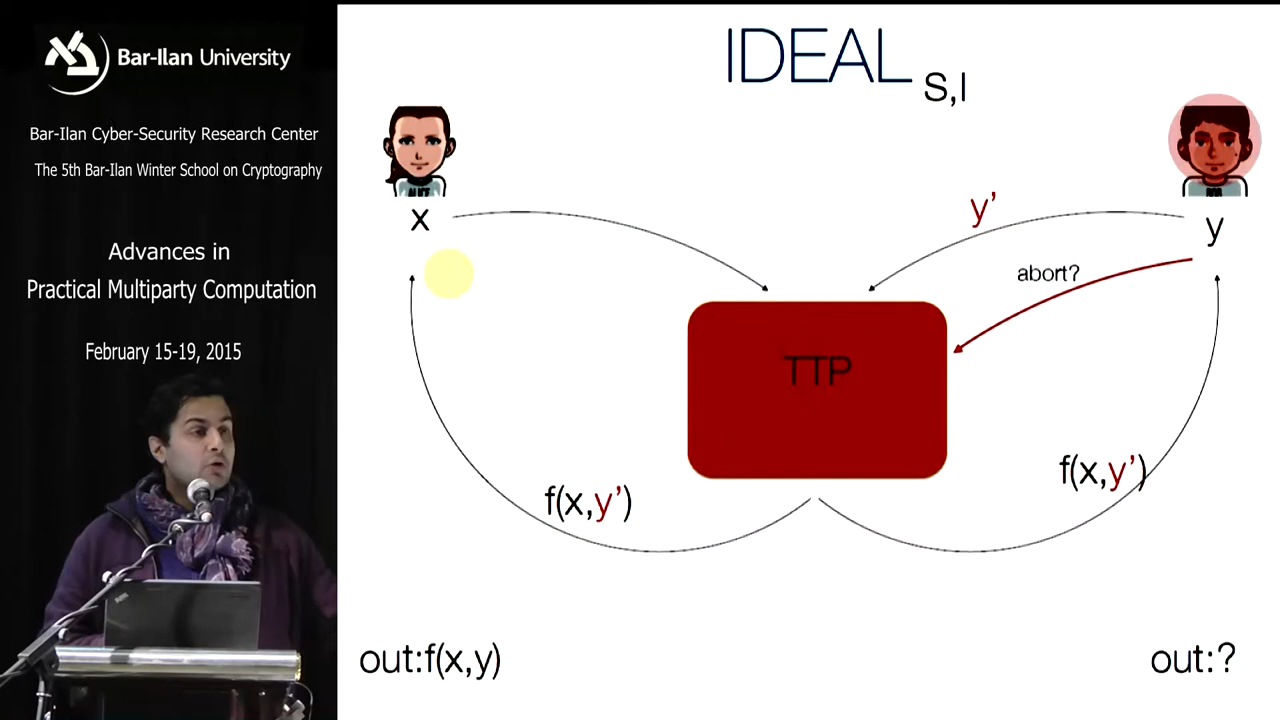 Bar-Ilan University
Bar-Ilan Cyber-Security Research Center
The 5th Bar-Ilan Winter School on Cryptography
Advances in
Practical Multiparty Computation
February 15-19, 2015
IDEAL S,I
x
y'
y
abort?
TTP
f(x,y')
f(x,y')
out:f(x,y)
out:?